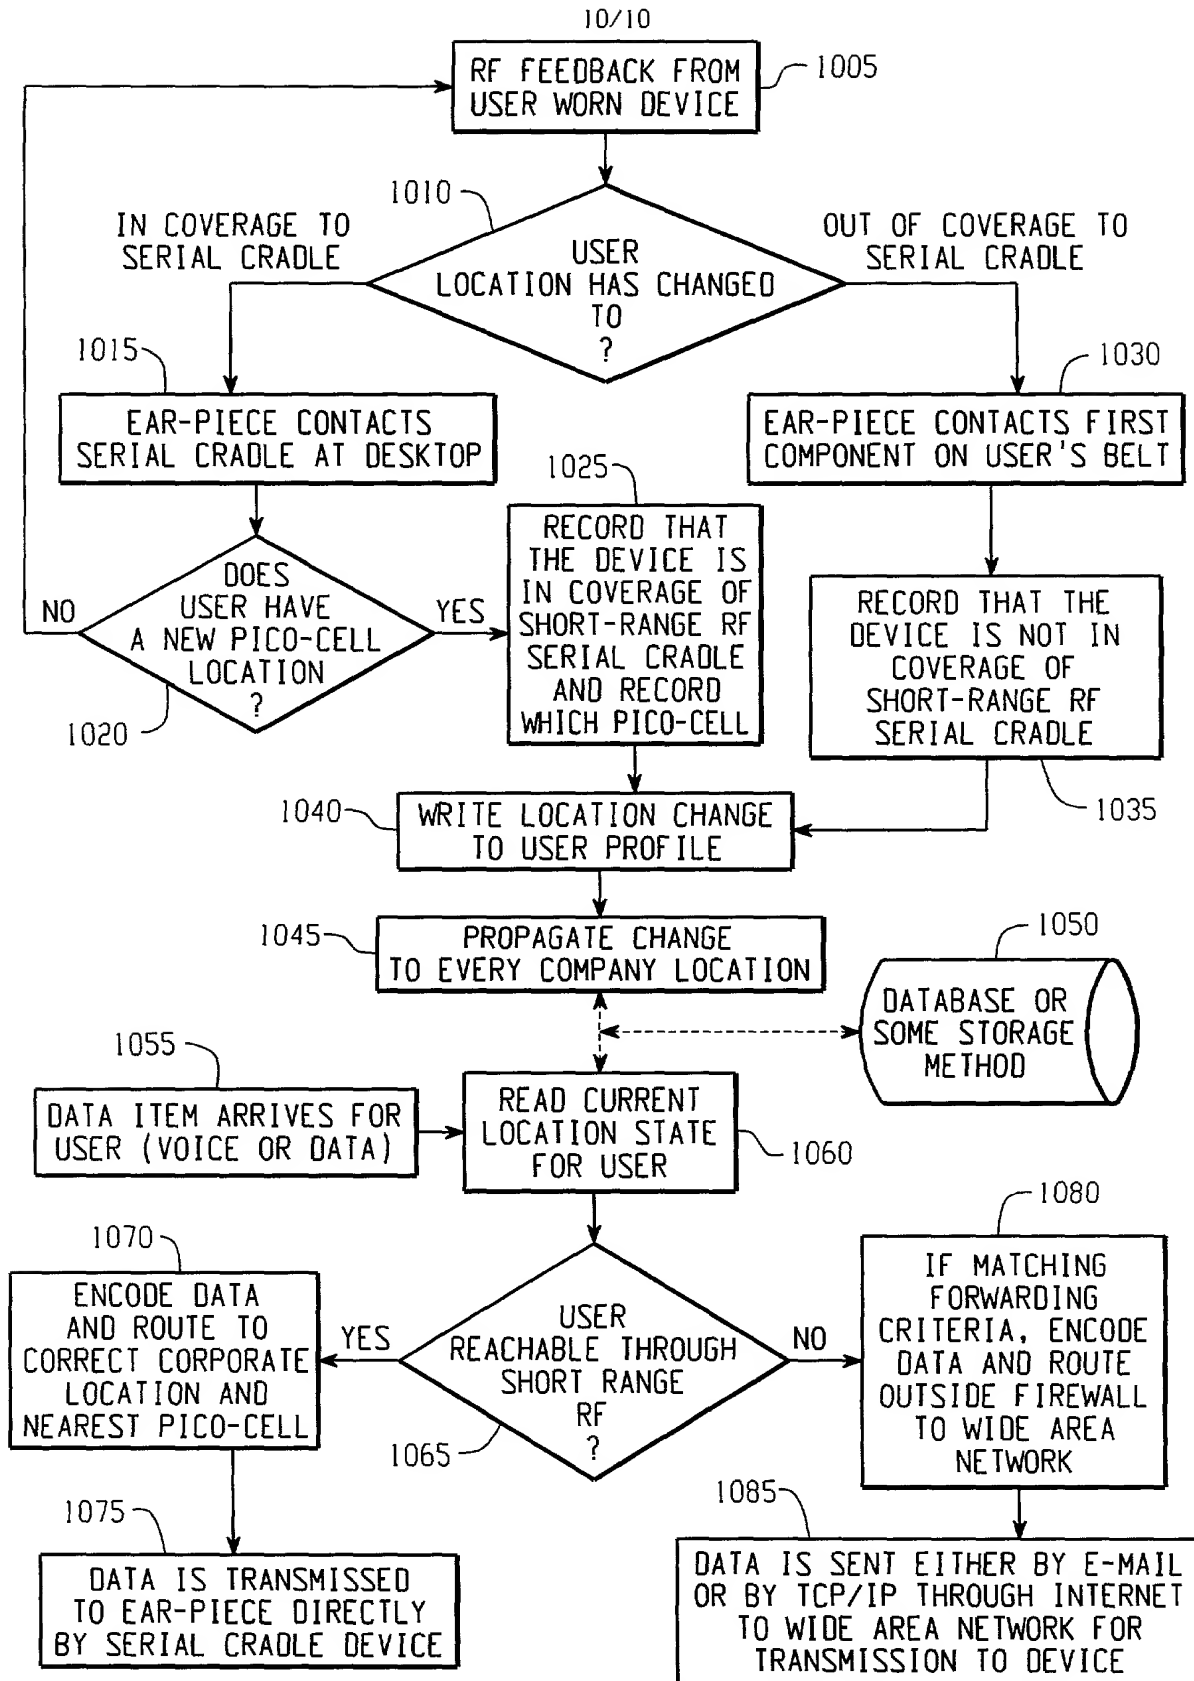 10/10
RF FEEDBACK FROM
USER WORN DEVICE
1005
1010
IN COVERAGE TO
SERIAL CRADLE
OUT OF COVERAGE TO
SERIAL CRADLE
USER
LOCATION HAS CHANGED
TO
?
1015
EAR-PIECE CONTACTS
SERIAL CRADLE AT DESKTOP
1030
EAR-PIECE CONTACTS FIRST
COMPONENT ON USER'S BELT
1025
RECORD THAT
THE DEVICE IS
IN COVERAGE OF
SHORT-RANGE RF
SERIAL CRADLE
AND RECORD
WHICH PICO-CELL
DOES
USER HAVE
A NEW PICO-CELL
LOCATION
?
NO
YES
1020
RECORD THAT THE
DEVICE IS NOT IN
COVERAGE OF
SHORT-RANGE RF
SERIAL CRADLE
1035
1040
WRITE LOCATION CHANGE
TO USER PROFILE
1045
PROPAGATE CHANGE
TO EVERY COMPANY LOCATION
1050
DATABASE OR
SOME STORAGE
METHOD
1055
DATA ITEM ARRIVES FOR
USER (VOICE OR DATA)
READ CURRENT
LOCATION STATE
FOR USER
1060
1070
ENCODE DATA
AND ROUTE TO
CORRECT CORPORATE
LOCATION AND
NEAREST PICO-CELL
YES
USER
REACHABLE THROUGH
SHORT RANGE
RF
?
NO
1065
1080
IF MATCHING
FORWARDING
CRITERIA, ENCODE
DATA AND ROUTE
OUTSIDE FIREWALL
TO WIDE AREA
NETWORK
1075
DATA IS TRANSMISSED
TO EAR-PIECE DIRECTLY
BY SERIAL CRADLE DEVICE
1085
DATA IS SENT EITHER BY E-MAIL
OR BY TCP/IP THROUGH INTERNET
TO WIDE AREA NETWORK FOR
TRANSMISSION TO DEVICE